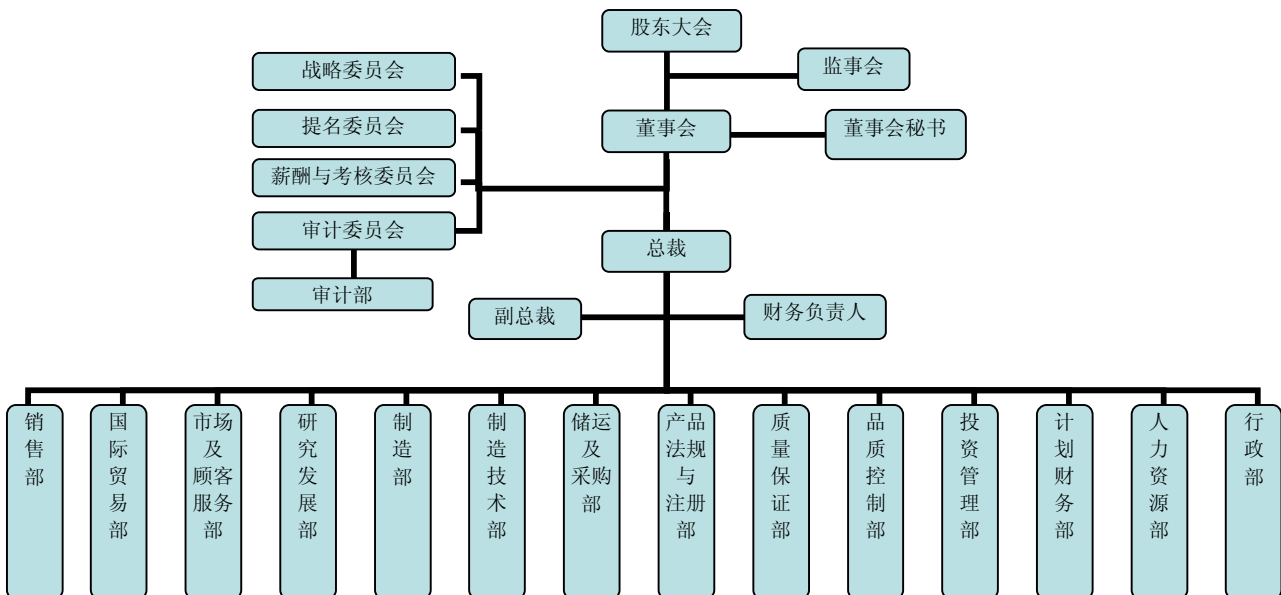 股东大会
战略委员会
监事会
提名委员会
董事会
董事会秘书
薪酬与考核委员会
审计委员会
总裁
审计部
副总裁
财务负责人
销售部
国际贸易部
市场及顾客服务部
研究发展部
制造部
制造技术部
储运及采购部
产品法规与注册部
质量保证部
品质控制部
投资管理部
计划财务部
人力资源部
行政部